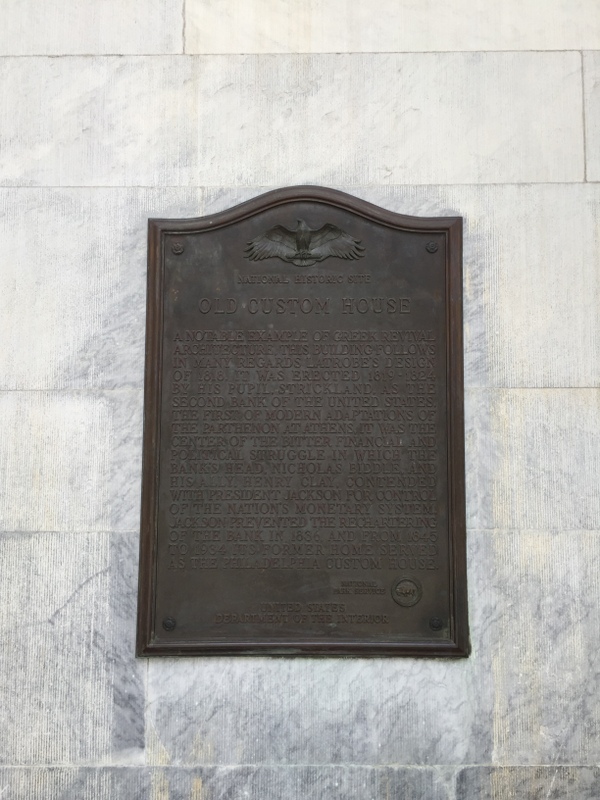 NATIONAL HISTORIC SITE
OLD CUSTOM HOUSE
A NOTABLE EXAMPLE OF GREEK REVIVAL
ARCHITECTURE, THIS BUILDING FOLLOWS
IN MANY REGARDS LATROBE'S DESIGN
OF 1818. IT WAS ERECTED 1819-1824
BY HIS PUPIL STRICKLAND AS THE
SECOND BANK OF THE UNITED STATES,
THE FIRST OF MODERN ADAPTATIONS OF
THE PARTHENON AT ATHENS. IT WAS THE
CENTER OF THE BITTER FINANCIAL AND
POLITICAL STRUGGLE IN WHICH THE
BANK'S HEAD, NICHOLAS BIDDLE, AND
HIS ALLY, HENRY CLAY, CONTENDED
WITH PRESIDENT JACKSON FOR CONTROL
OF THE NATION'S MONETARY SYSTEM.
JACKSON PREVENTED THE RECHARTERING
OF THE BANK IN 1836, AND FROM 1845
TO 1934 ITS FORMER HOME SERVED
AS THE PHILADELPHIA CUSTOM HOUSE.
NATIONAL
PARK SERVICE
UNITED STATES
DEPARTMENT OF THE INTERIOR